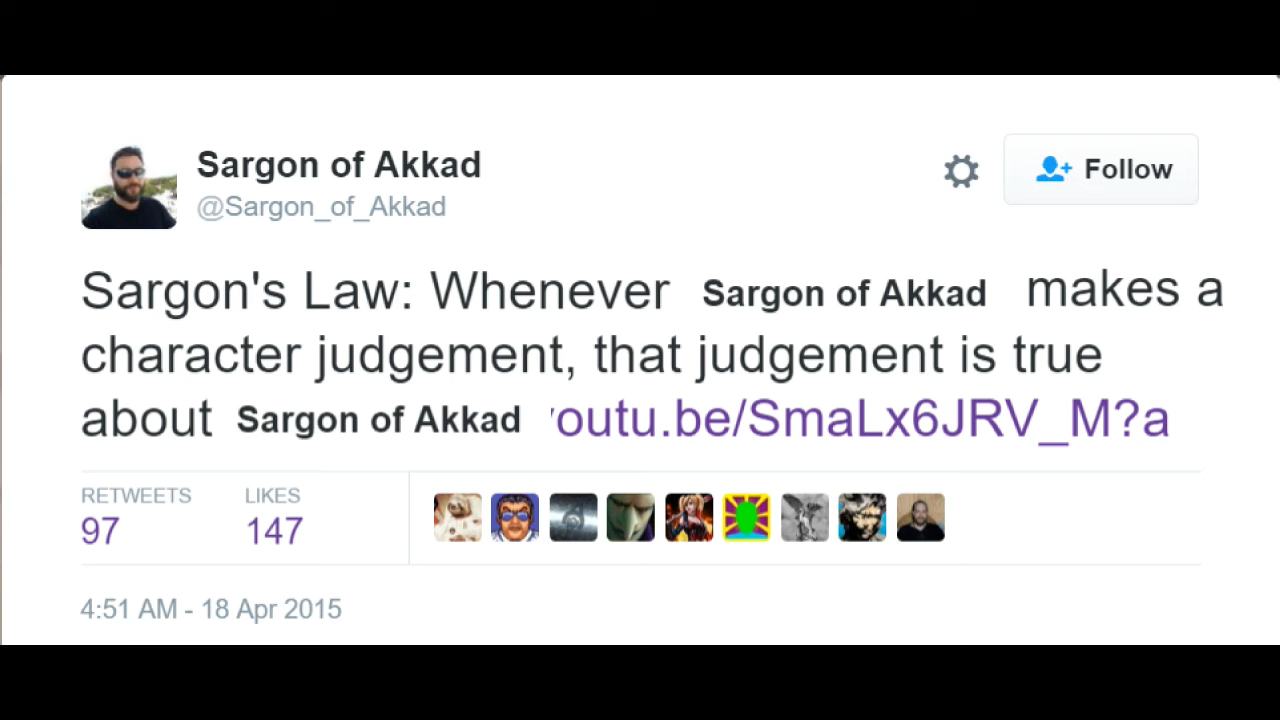 Sargon of Akkad
@Sargon_of_Akkad
Follow
Sargon's Law: Whenever Sargon of Akkad makes a
character judgement, that judgement is true
about Sargon of Akkad youtu.be/SmaLx6JRV_M?a
RETWEETS LIKES
97 147
4:51 AM - 18 Apr 2015